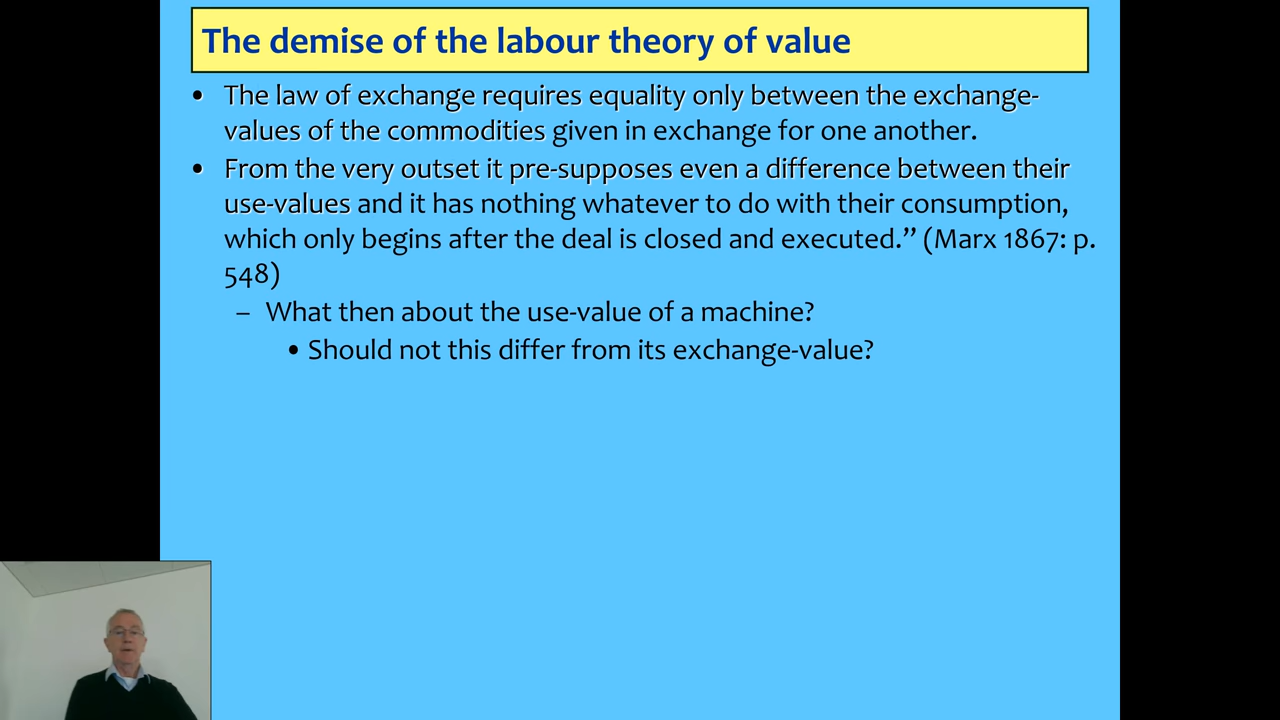 The demise of the labour theory of value
• The law of exchange requires equality only between the exchange-
values of the commodities given in exchange for one another.
• From the very outset it pre-supposes even a difference between their
use-values and it has nothing whatever to do with their consumption,
which only begins after the deal is closed and executed.” (Marx 1867: p.
548)
– What then about the use-value of a machine?
• Should not this differ from its exchange-value?